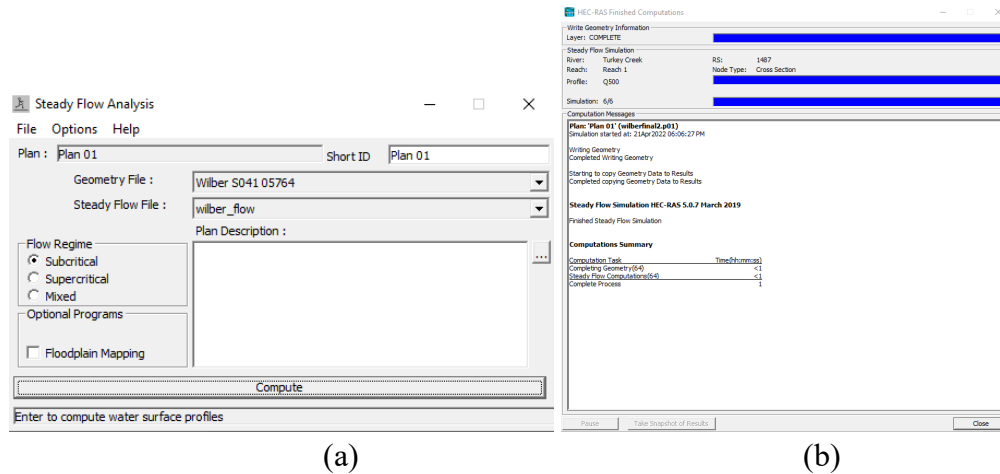 Steady Flow Analysis
File Options Help
Plan : Plan 01 Short ID Plan 01
Geometry File : Wilber S041 05764
Steady Flow File : wilber_flow
Plan Description :
...
Flow Regime
Subcritical
Supercritical
Mixed
Optional Programs
Floodplain Mapping
Compute
Enter to compute water surface profiles
(a)
HEC-RAS Finished Computations
Write Geometry Information
Layer: COMPLETE
Steady Flow Simulation
River: Turkey Creek RS: 1487
Reach: Reach 1 Node Type: Cross Section
Profile: Q500
Simulation: 6/6
Computation Messages
Plan: 'Plan 01' (wilberfinal2.p01)
Simulation started at: 21Apr2022 06:06:27 PM
Writing Geometry
Completed Writing Geometry
Starting to copy Geometry Data to Results
Completed copying Geometry Data to Results
Steady Flow Simulation HEC-RAS 5.0.7 March 2019
Finished Steady Flow Simulation
Computations Summary
Computation Task Time(hh:mm:ss)
Completing Geometry(64) <1
Steady Flow Computations(64) <1
Complete Process 1
Pause Take Snapshot of Results Close
(b)